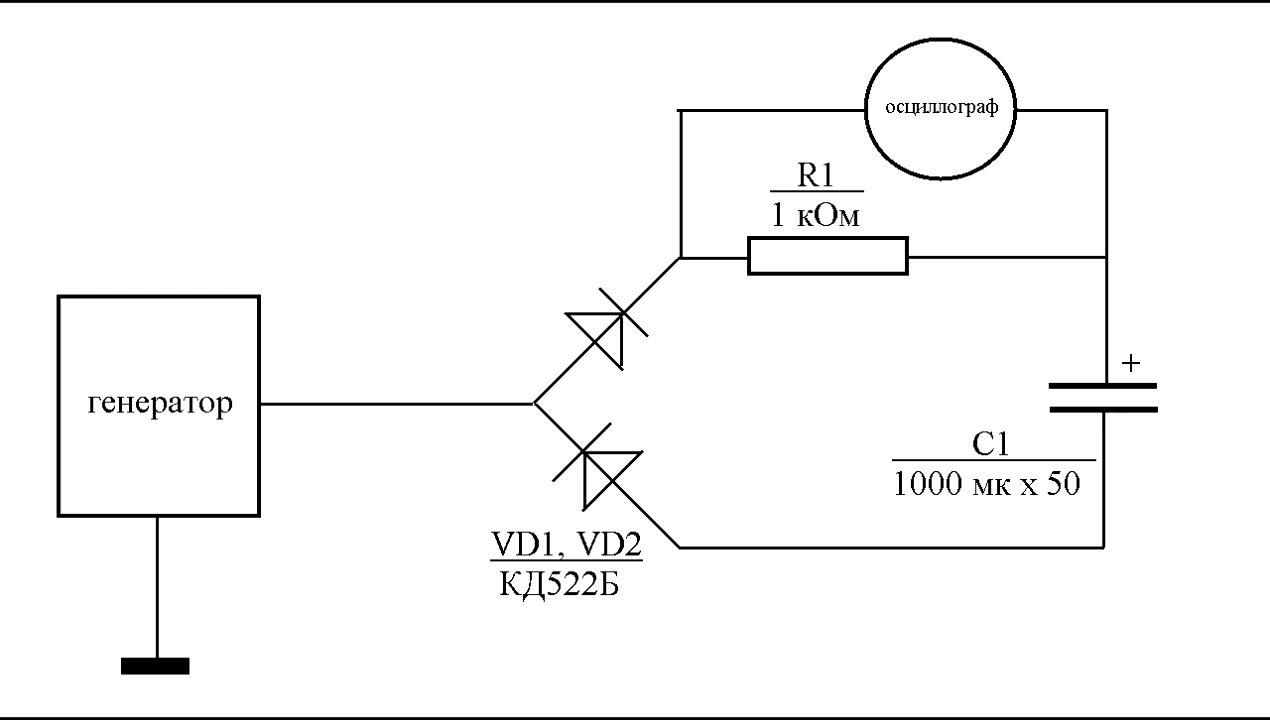 осциллограф
R1
1 кОм
+
генератор
C1
1000 мк x 50
VD1, VD2
КД522Б